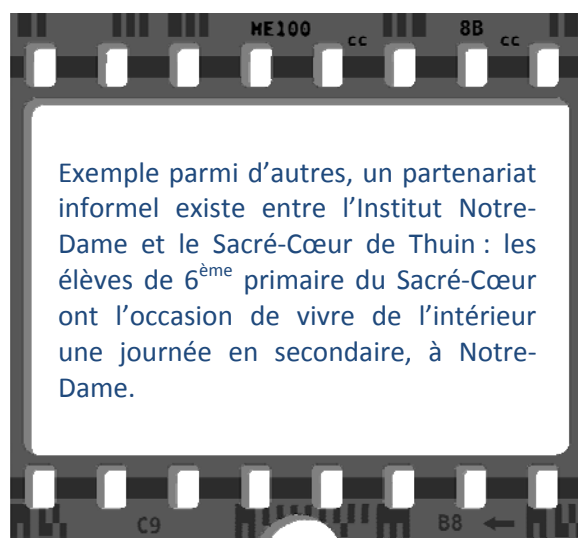 ME100 cc 8B cc
Exemple parmi d’autres, un partenariat
informel existe entre l’Institut Notre-
Dame et le Sacré-Cœur de Thuin : les
élèves de 6ème primaire du Sacré-Cœur
ont l’occasion de vivre de l’intérieur
une journée en secondaire, à Notre-
Dame.
C9 B8